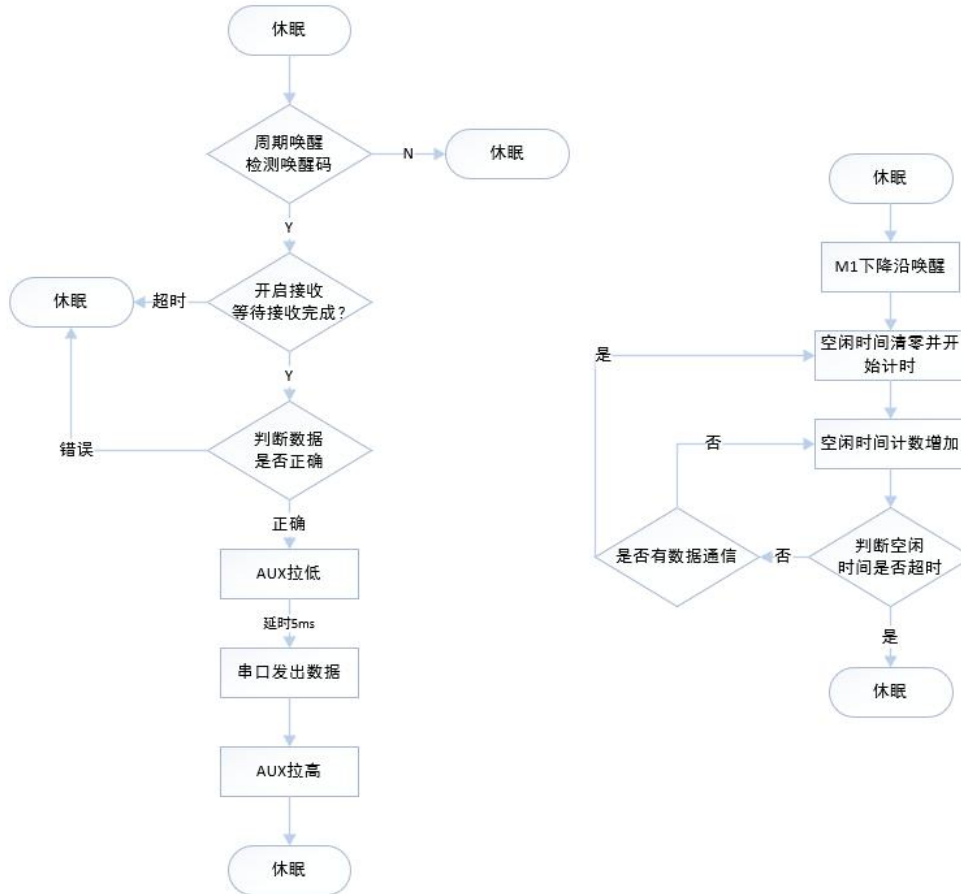 休眠
周期唤醒
检测唤醒码
N
休眠
Y
开启接收
等待接收完成？
超时
休眠
Y
判断数据
是否正确
错误
正确
AUX拉低
延时5ms
串口发出数据
AUX拉高
休眠
休眠
M1下降沿唤醒
空闲时间清零并开
始计时
是
空闲时间计数增加
否
判断空闲
时间是否超时
否
是否有数据通信
是
休眠